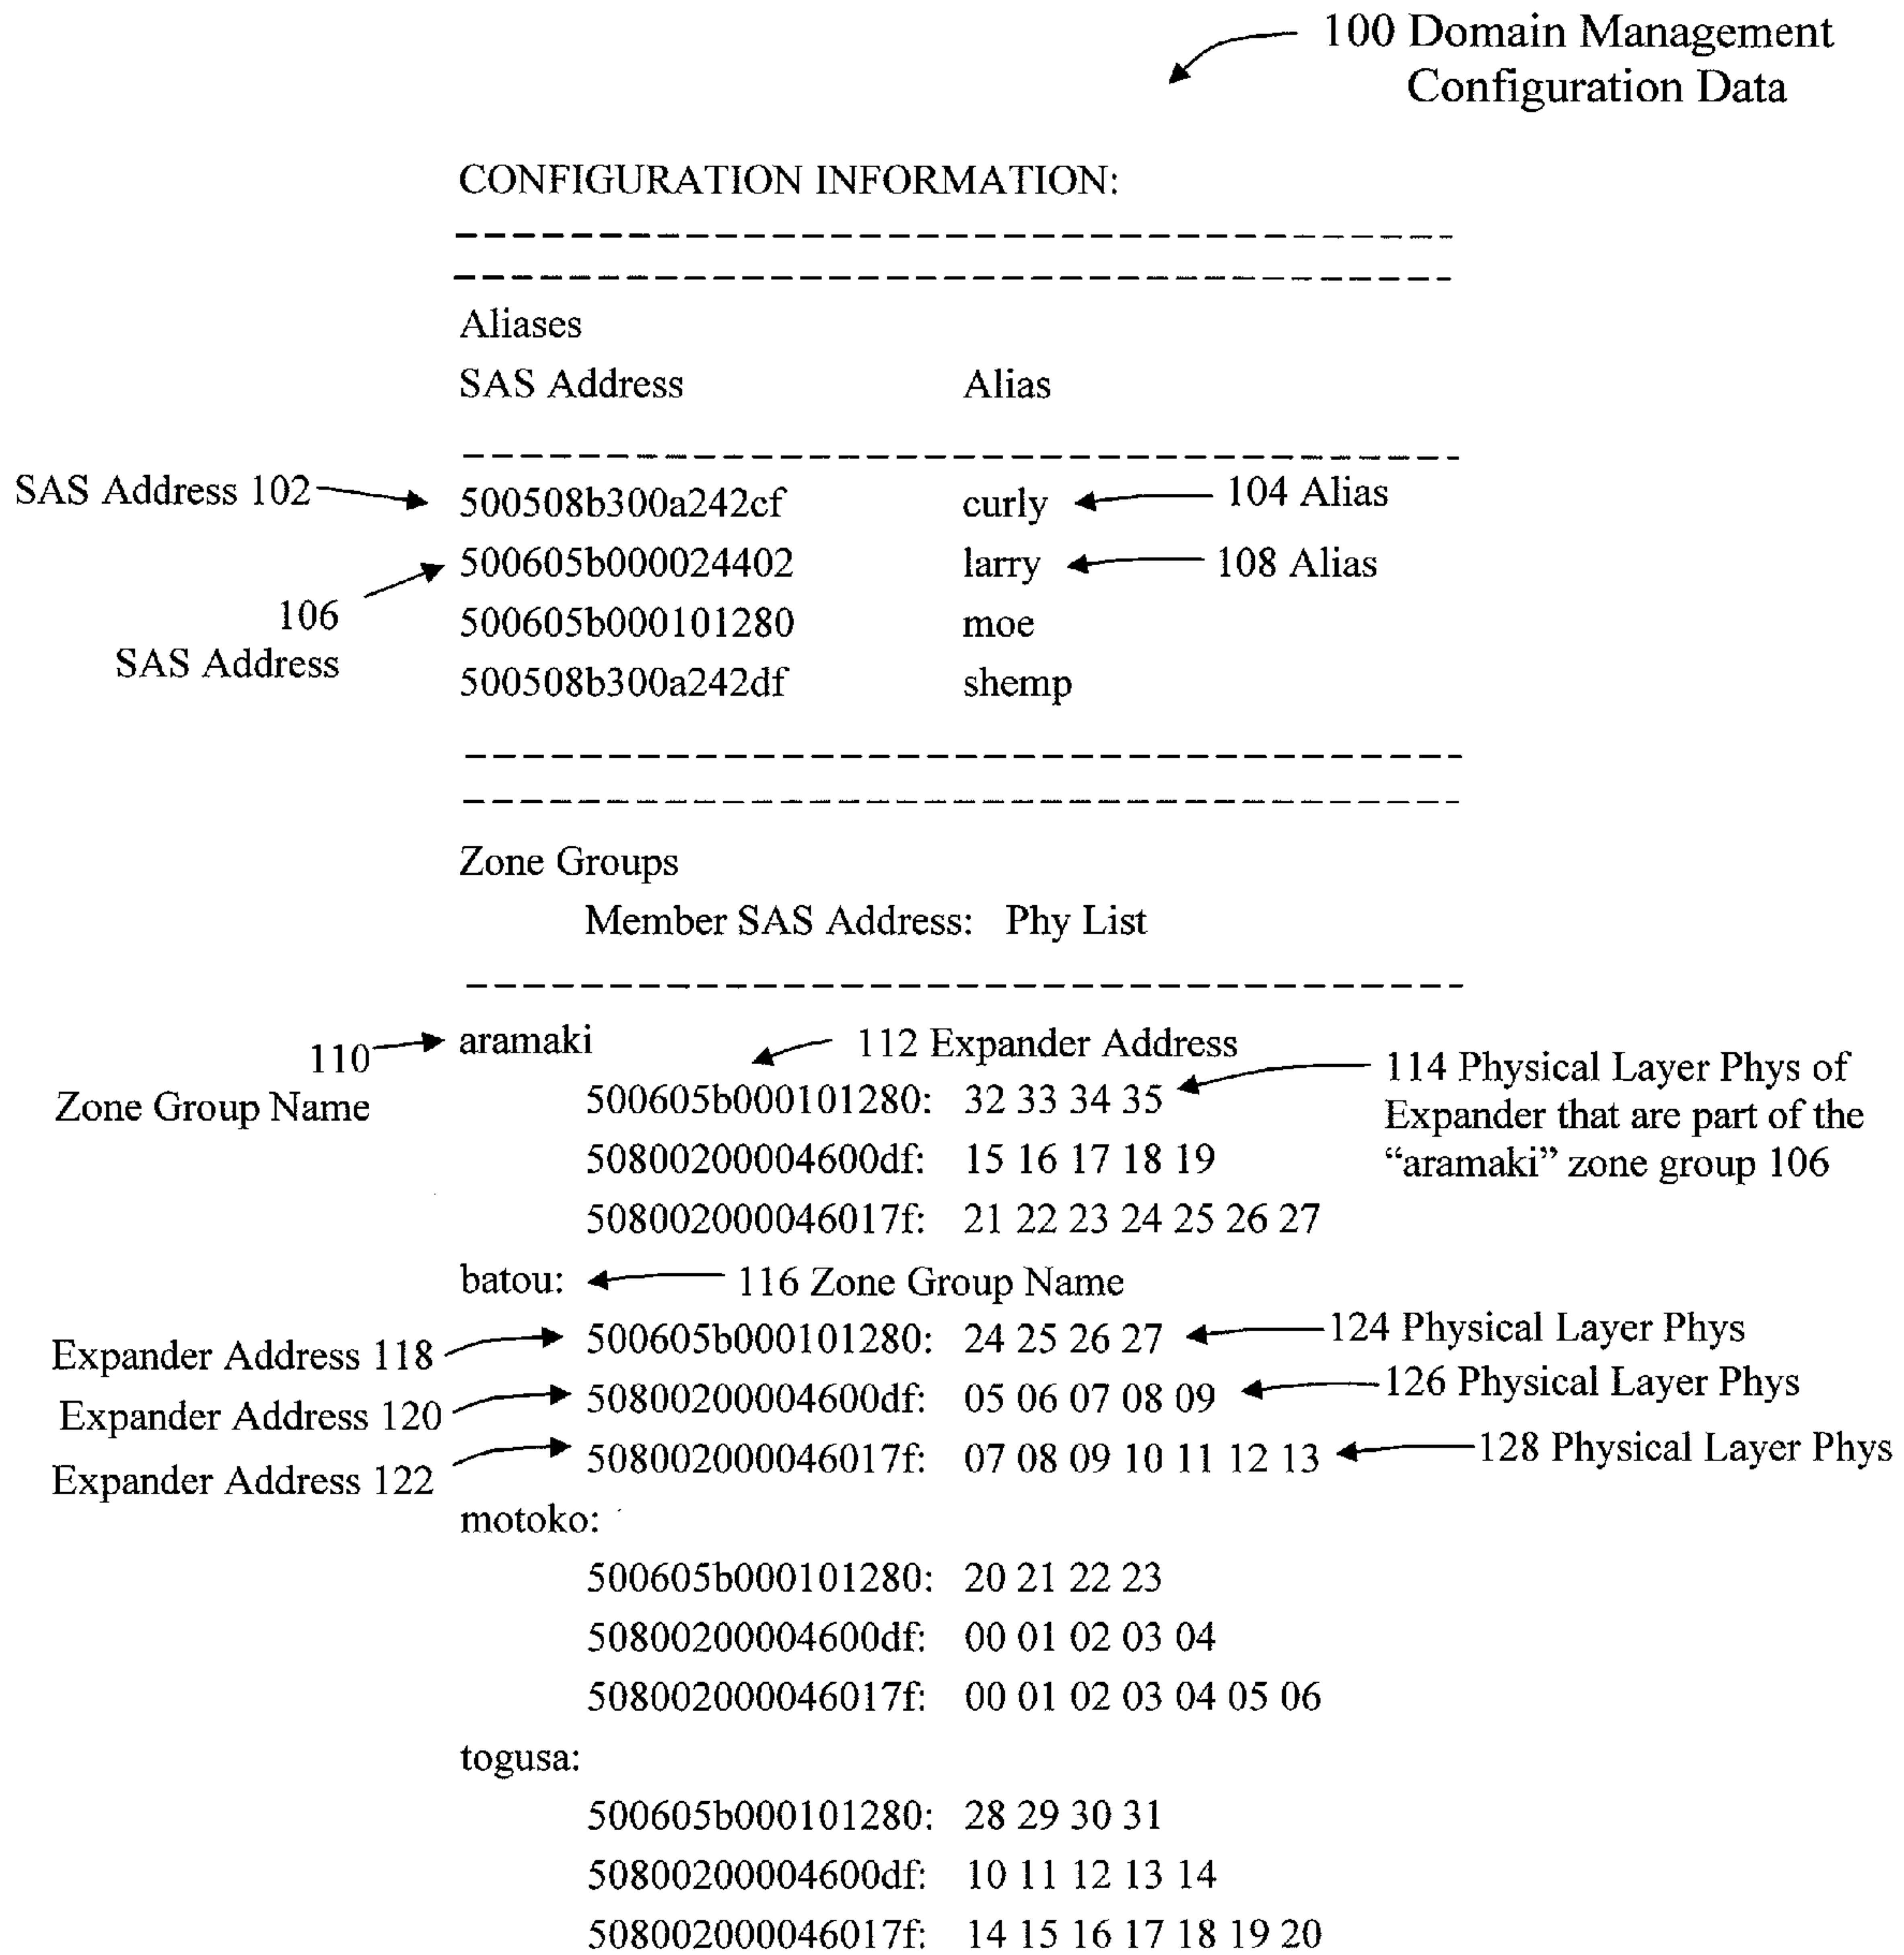 100 Domain Management
Configuration Data
CONFIGURATION INFORMATION:
Aliases
SAS Address Alias
SAS Address 102 500508b300a242cf curly 104 Alias
500605b000024402 larry 108 Alias
106
SAS Address
500605b000101280 moe
500508b300a242df shemp
Zone Groups
Member SAS Address: Phy List
110
Zone Group Name
aramaki
112 Expander Address
500605b000101280: 32 33 34 35
114 Physical Layer Phys of
Expander that are part of the
“aramaki” zone group 106
50800200004600df: 15 16 17 18 19
508002000046017f: 21 22 23 24 25 26 27
batou: 116 Zone Group Name
Expander Address 118 500605b000101280: 24 25 26 27 124 Physical Layer Phys
Expander Address 120 50800200004600df: 05 06 07 08 09 126 Physical Layer Phys
Expander Address 122 508002000046017f: 07 08 09 10 11 12 13 128 Physical Layer Phys
motoko:
500605b000101280: 20 21 22 23
50800200004600df: 00 01 02 03 04
508002000046017f: 00 01 02 03 04 05 06
togusa:
500605b000101280: 28 29 30 31
50800200004600df: 10 11 12 13 14
508002000046017f: 14 15 16 17 18 19 20